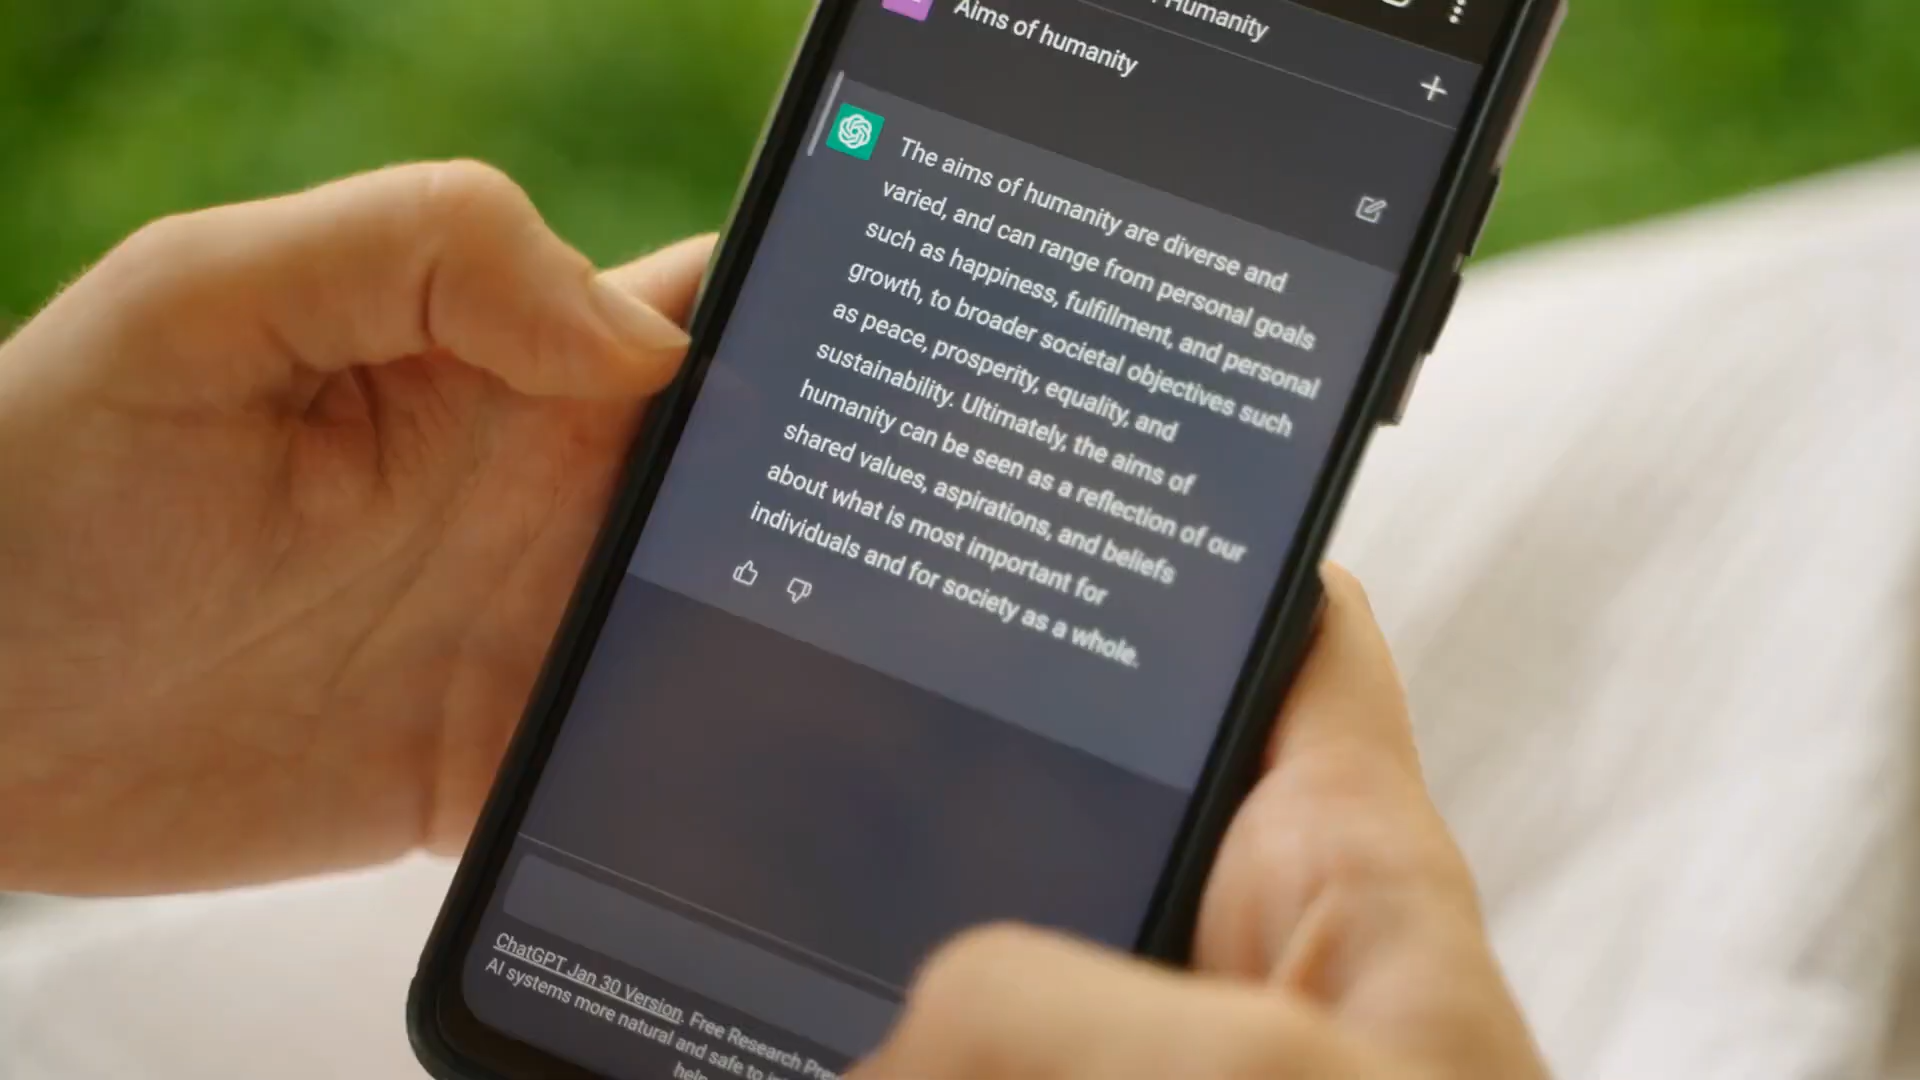 Humanity
Aims of humanity
The aims of humanity are diverse and
varied, and can range from personal goals
such as happiness, fulfillment, and personal
growth, to broader societal objectives such
as peace, prosperity, equality, and
sustainability. Ultimately, the aims of
humanity can be seen as a reflection of our
shared values, aspirations, and beliefs
about what is most important for
individuals and for society as a whole.
ChatGPT Jan 30 Version. Free Research
AI systems more natural and safe to